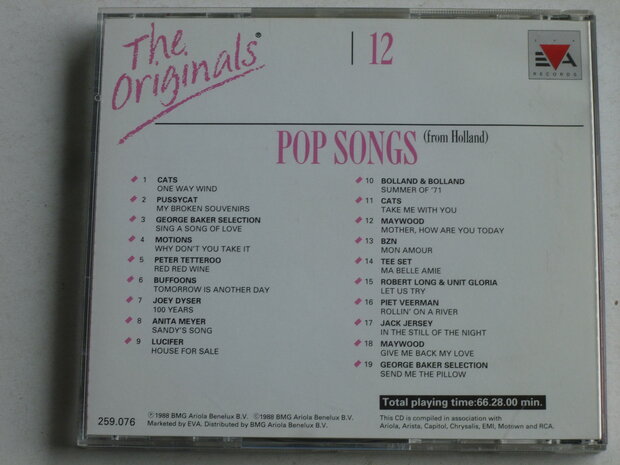 The
Originals®
12
EVA
RECORDS
POP SONGS (from Holland)
1 CATS
ONE WAY WIND
2 PUSSYCAT
MY BROKEN SOUVENIRS
3 GEORGE BAKER SELECTION
SING A SONG OF LOVE
4 MOTIONS
WHY DON'T YOU TAKE IT
5 PETER TETTEROO
RED RED WINE
6 BUFFOONS
TOMORROW IS ANOTHER DAY
7 JOEY DYSER
100 YEARS
8 ANITA MEYER
SANDY'S SONG
9 LUCIFER
HOUSE FOR SALE
10 BOLLAND & BOLLAND
SUMMER OF '71
11 CATS
TAKE ME WITH YOU
12 MAYWOOD
MOTHER, HOW ARE YOU TODAY
13 BZN
MON AMOUR
14 TEE SET
MA BELLE AMIE
15 ROBERT LONG & UNIT GLORIA
LET US TRY
16 PIET VEERMAN
ROLLIN' ON A RIVER
17 JACK JERSEY
IN THE STILL OF THE NIGHT
18 MAYWOOD
GIVE ME BACK MY LOVE
19 GEORGE BAKER SELECTION
SEND ME THE PILLOW
Total playing time:66.28.00 min.
259.076
℗1988 BMG Ariola Benelux B.V. ©1988 BMG Ariola Benelux B.V.
Marketed by EVA. Distributed by BMG Ariola Benelux B.V.
This CD is compiled in association with
Ariola, Arista, Capitol, Chrysalis, EMI, Motown and RCA.